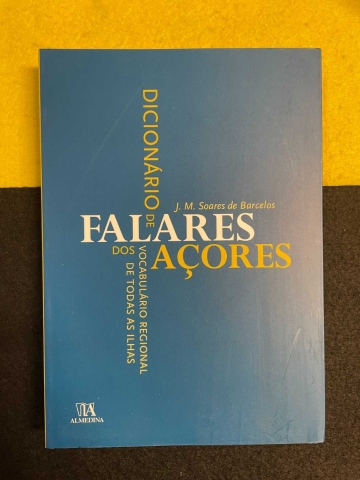 DICIONÁRIO DE
J. M. Soares de Barcelos
FALARES
DOS
AÇORES
VOCABULÁRIO REGIONAL
DE TODAS AS ILHAS
ALMEDINA